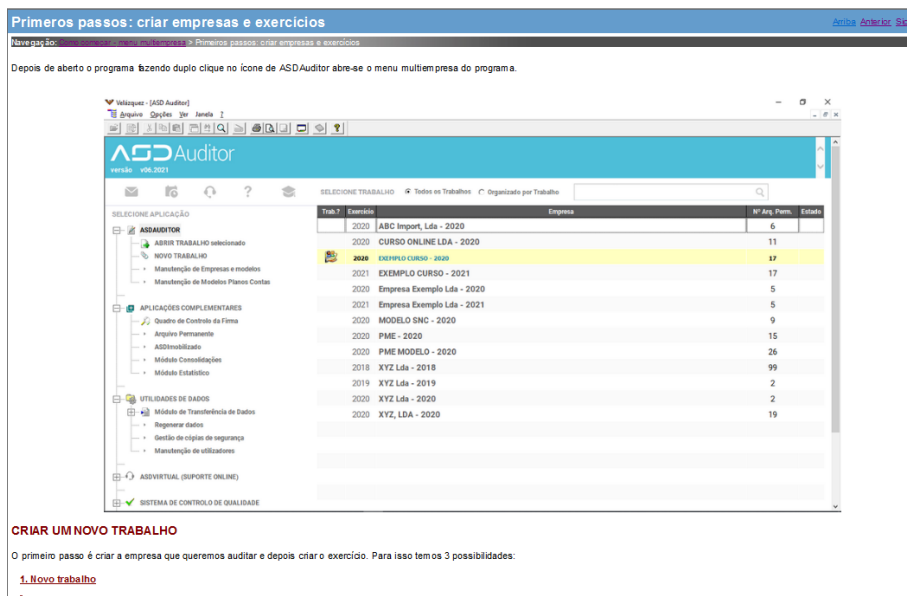 Primeros passos: criar empresas e exercícios
Arriba Anterior Sig
Navegação: Como começar - menu multiempresa > Primeiros passos: criar empresas e exercícios
Depois de aberto o programa fazendo duplo clique no ícone de ASDAuditor abre-se o menu multiempresa do programa.
Velázquez - [ASD Auditor]
Arquivo Opções Ver Janela ?
ASDAuditor
versão v06.2021
SELECIONE TRABALHO Todos os Trabalhos Organizado por Trabalho
SELECIONE APLICAÇÃO
ASDAUDITOR
ABRIR TRABALHO selecionado
NOVO TRABALHO
Manutenção de Empresas e modelos
Manutenção de Modelos Planos Contas
APLICAÇÕES COMPLEMENTARES
Quadro de Controlo da Firma
Arquivo Permanente
ASDImobilizado
Módulo Consolidações
Módulo Estatístico
UTILIDADES DE DADOS
Módulo de Transferência de Dados
Regenerar dados
Gestão de cópias de segurança
Manutenção de utilizadores
ASDVIRTUAL (SUPORTE ONLINE)
SISTEMA DE CONTROLO DE QUALIDADE
Trab.? Exercício Empresa Nº Arq. Perm. Estado
2020 ABC Import, Lda - 2020 6
2020 CURSO ONLINE LDA - 2020 11
2020 EXEMPLO CURSO - 2020 17
2021 EXEMPLO CURSO - 2021 17
2020 Empresa Exemplo Lda - 2020 5
2021 Empresa Exemplo Lda - 2021 5
2020 MODELO SNC - 2020 9
2020 PME - 2020 15
2020 PME MODELO - 2020 26
2018 XYZ Lda - 2018 99
2019 XYZ Lda - 2019 2
2020 XYZ Lda - 2020 2
2020 XYZ, LDA - 2020 19
CRIAR UM NOVO TRABALHO
O primeiro passo é criar a empresa que queremos auditar e depois criar o exercício. Para isso temos 3 possibilidades:
1. Novo trabalho